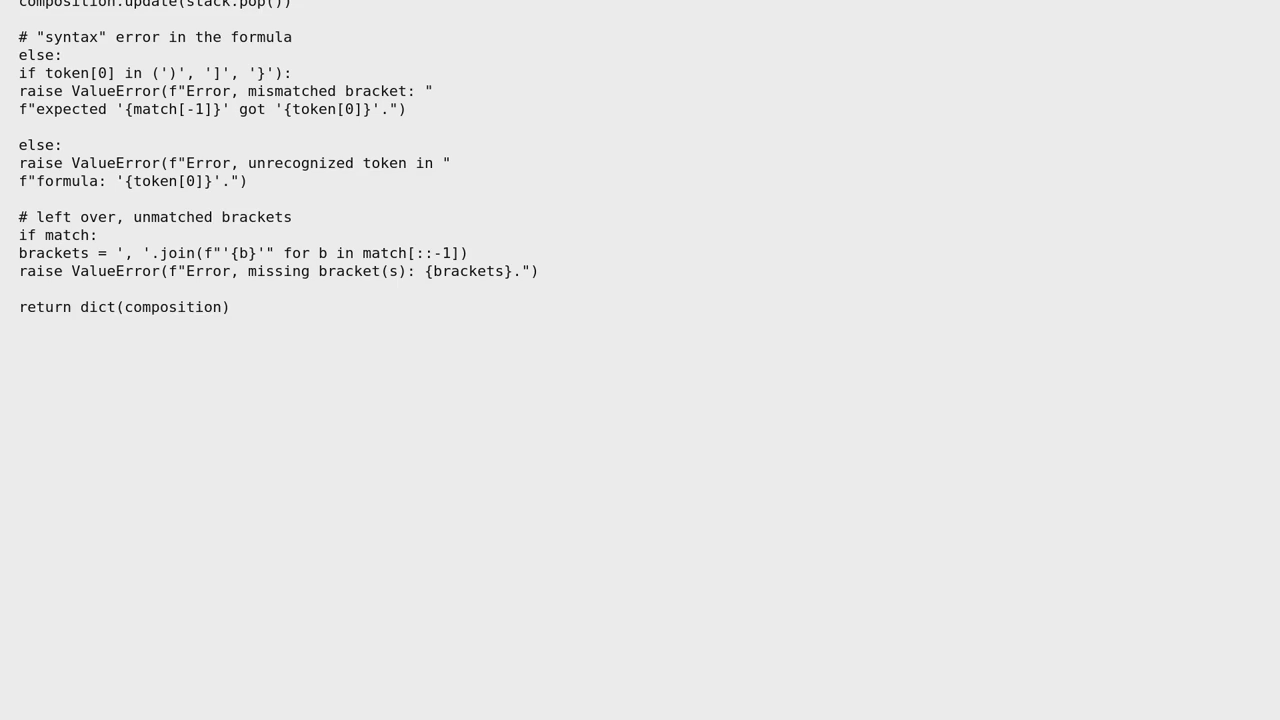 composition.update(stack.pop())

# "syntax" error in the formula
else:
if token[0] in (')', ']', '}'):
raise ValueError(f"Error, mismatched bracket: "
f"expected '{match[-1]}' got '{token[0]}'.")

else:
raise ValueError(f"Error, unrecognized token in "
f"formula: '{token[0]}'.")

# left over, unmatched brackets
if match:
brackets = ', '.join(f"'{b}'" for b in match[::-1])
raise ValueError(f"Error, missing bracket(s): {brackets}.")

return dict(composition)